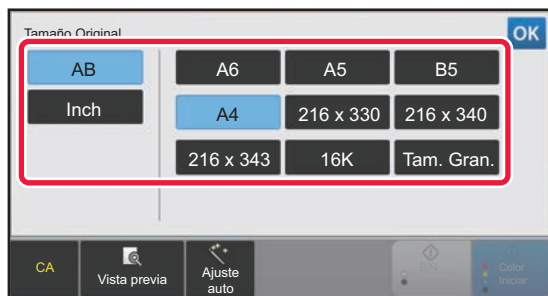 Tamaño Original
OK
AB
A6
A5
B5
Inch
A4
216 x 330
216 x 340
216 x 343
16K
Tam. Gran.
CA
Vista previa
Ajuste
auto
B/N
Iniciar
Color
Iniciar